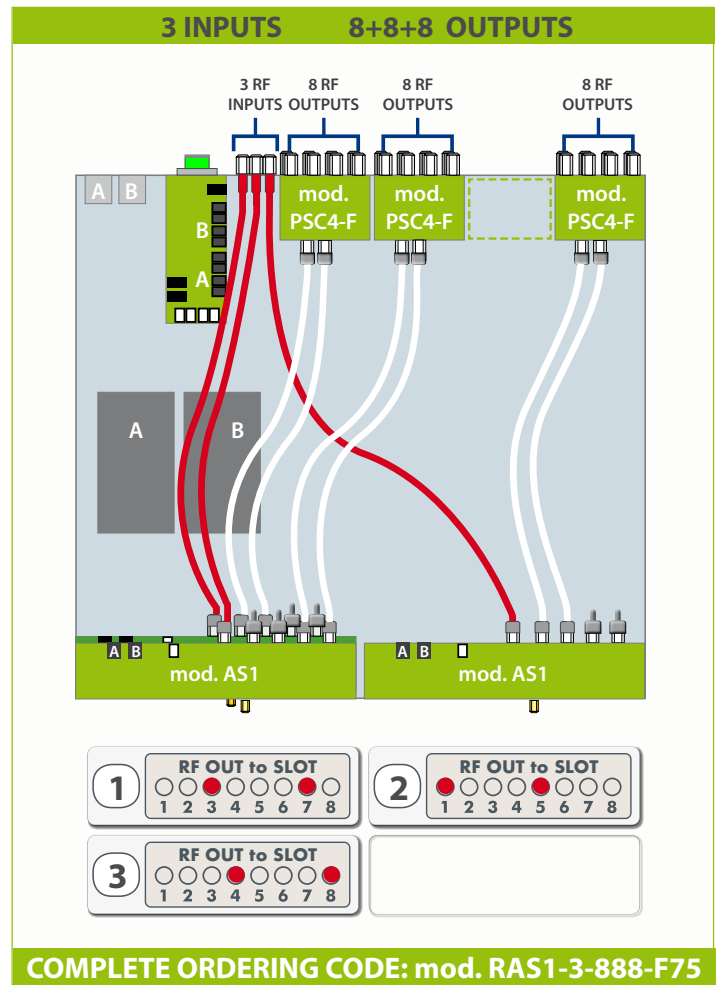 3 INPUTS 8+8+8 OUTPUTS
3 RF INPUTS
8 RF OUTPUTS
8 RF OUTPUTS
8 RF OUTPUTS
A B
B
A
mod. PSC4-F
mod. PSC4-F
mod. PSC4-F
A
B
A B
mod. AS1
A B
mod. AS1
1
RF OUT to SLOT
1 2 3 4 5 6 7 8
2
RF OUT to SLOT
1 2 3 4 5 6 7 8
3
RF OUT to SLOT
1 2 3 4 5 6 7 8
COMPLETE ORDERING CODE: mod. RAS1-3-888-F75